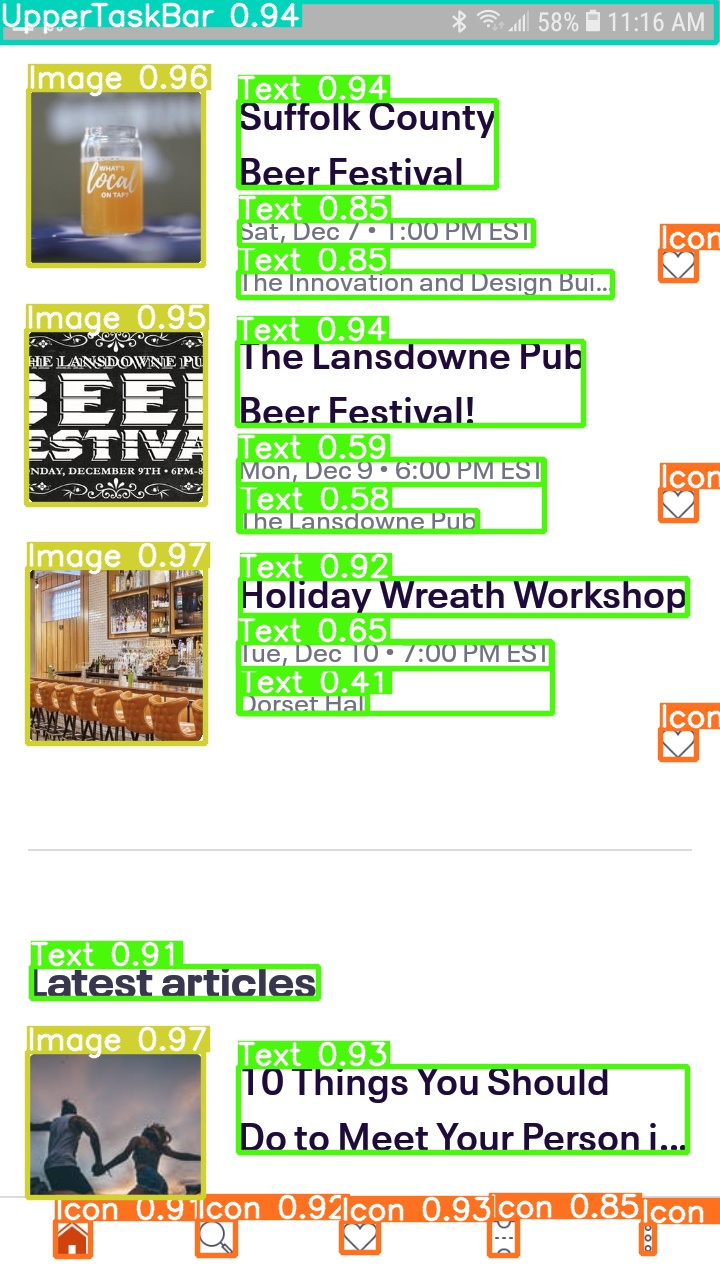 UpperTaskBar 0.94
58% 11:16 AM
Image 0.96
Text 0.94
Suffolk County
Beer Festival
WHAT'S
local
ON TAP?
Text 0.85
Sat, Dec 7 • 1:00 PM EST
Text 0.85
The Innovation and Design Bui...
Icon
Image 0.95
Text 0.94
The Lansdowne Pub
Beer Festival!
HE LANSDOWNE PU
BEE
ESTIVA
NDAY, DECEMBER 9TH • 6PM-8
Text 0.59
Mon, Dec 9 • 6:00 PM EST
Text 0.58
The Lansdowne Pub
Icon
Image 0.97
Text 0.92
Holiday Wreath Workshop
Text 0.65
Tue, Dec 10 • 7:00 PM EST
Text 0.41
Dorset Hal
Icon
Text 0.91
Latest articles
Image 0.97
Text 0.93
10 Things You Should
Do to Meet Your Person i...
Icon 0.91
Icon 0.92
Icon 0.93
Icon 0.85
Icon